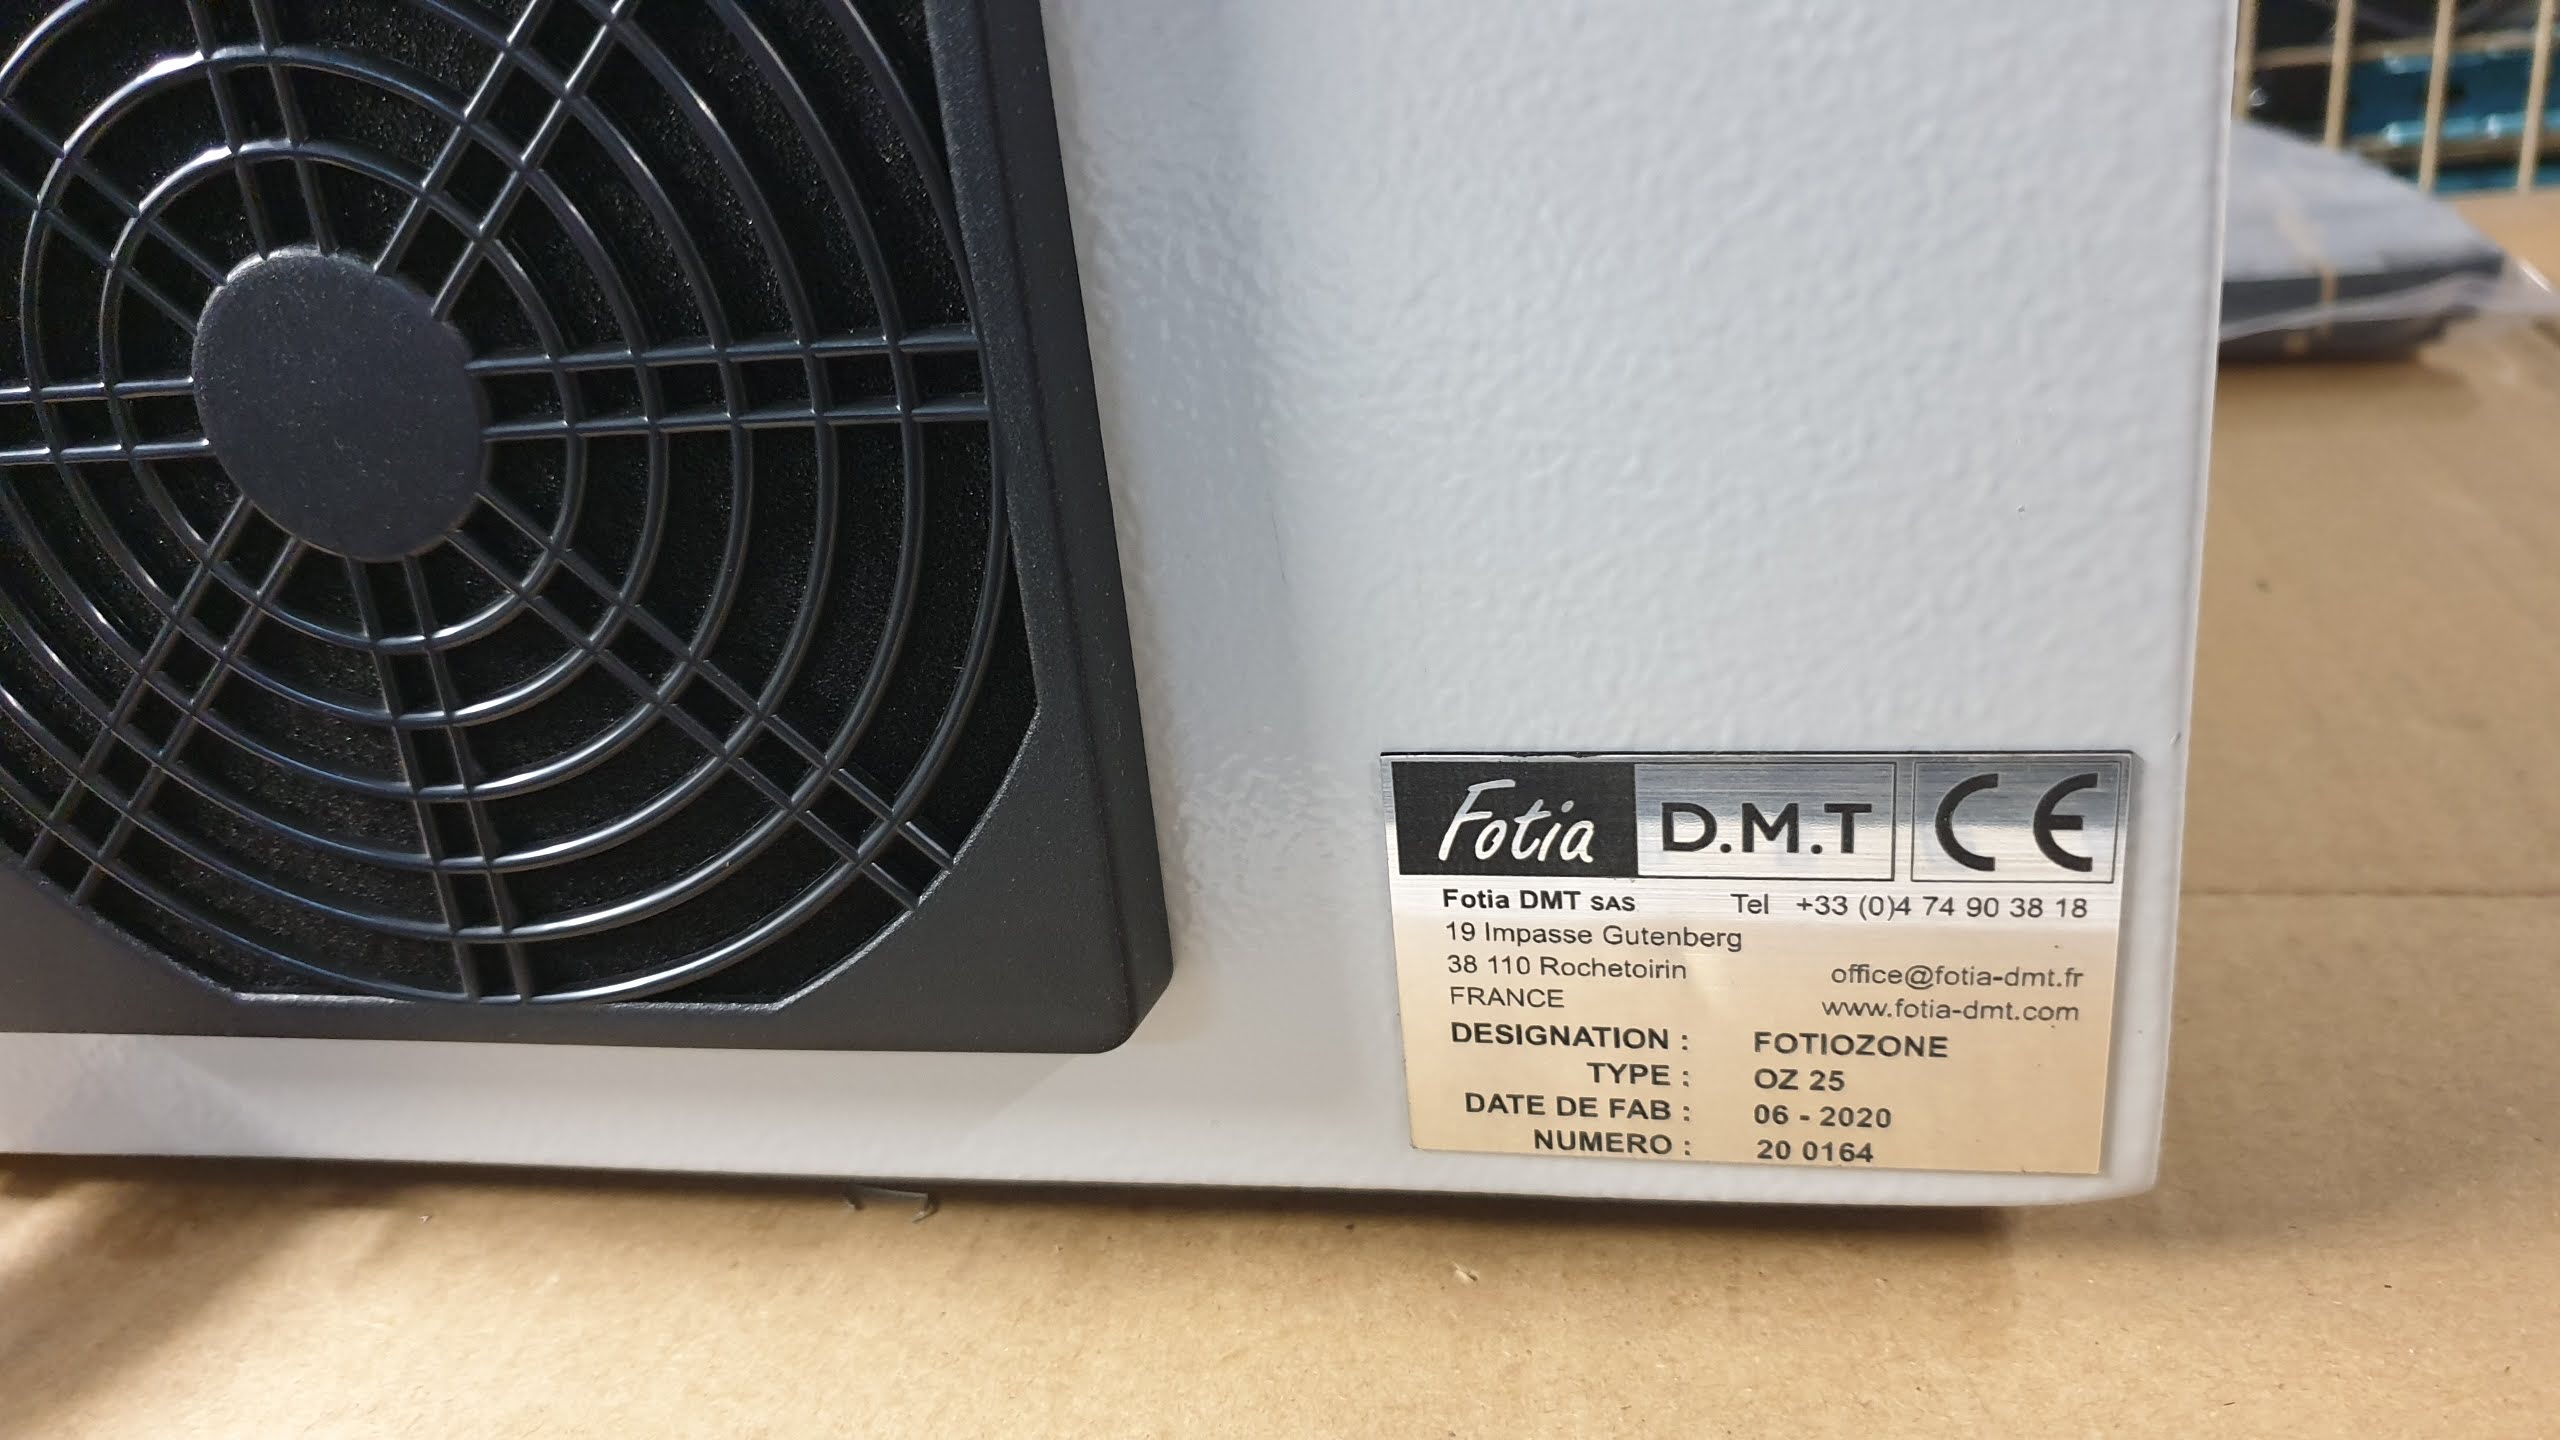 Fotia D.M.T CE
Fotia DMT SAS Tel +33 (0)4 74 90 38 18
19 Impasse Gutenberg
38 110 Rochetoirin office@fotia-dmt.fr
FRANCE www.fotia-dmt.com
DESIGNATION : FOTIOZONE
TYPE : OZ 25
DATE DE FAB : 06 - 2020
NUMERO : 20 0164